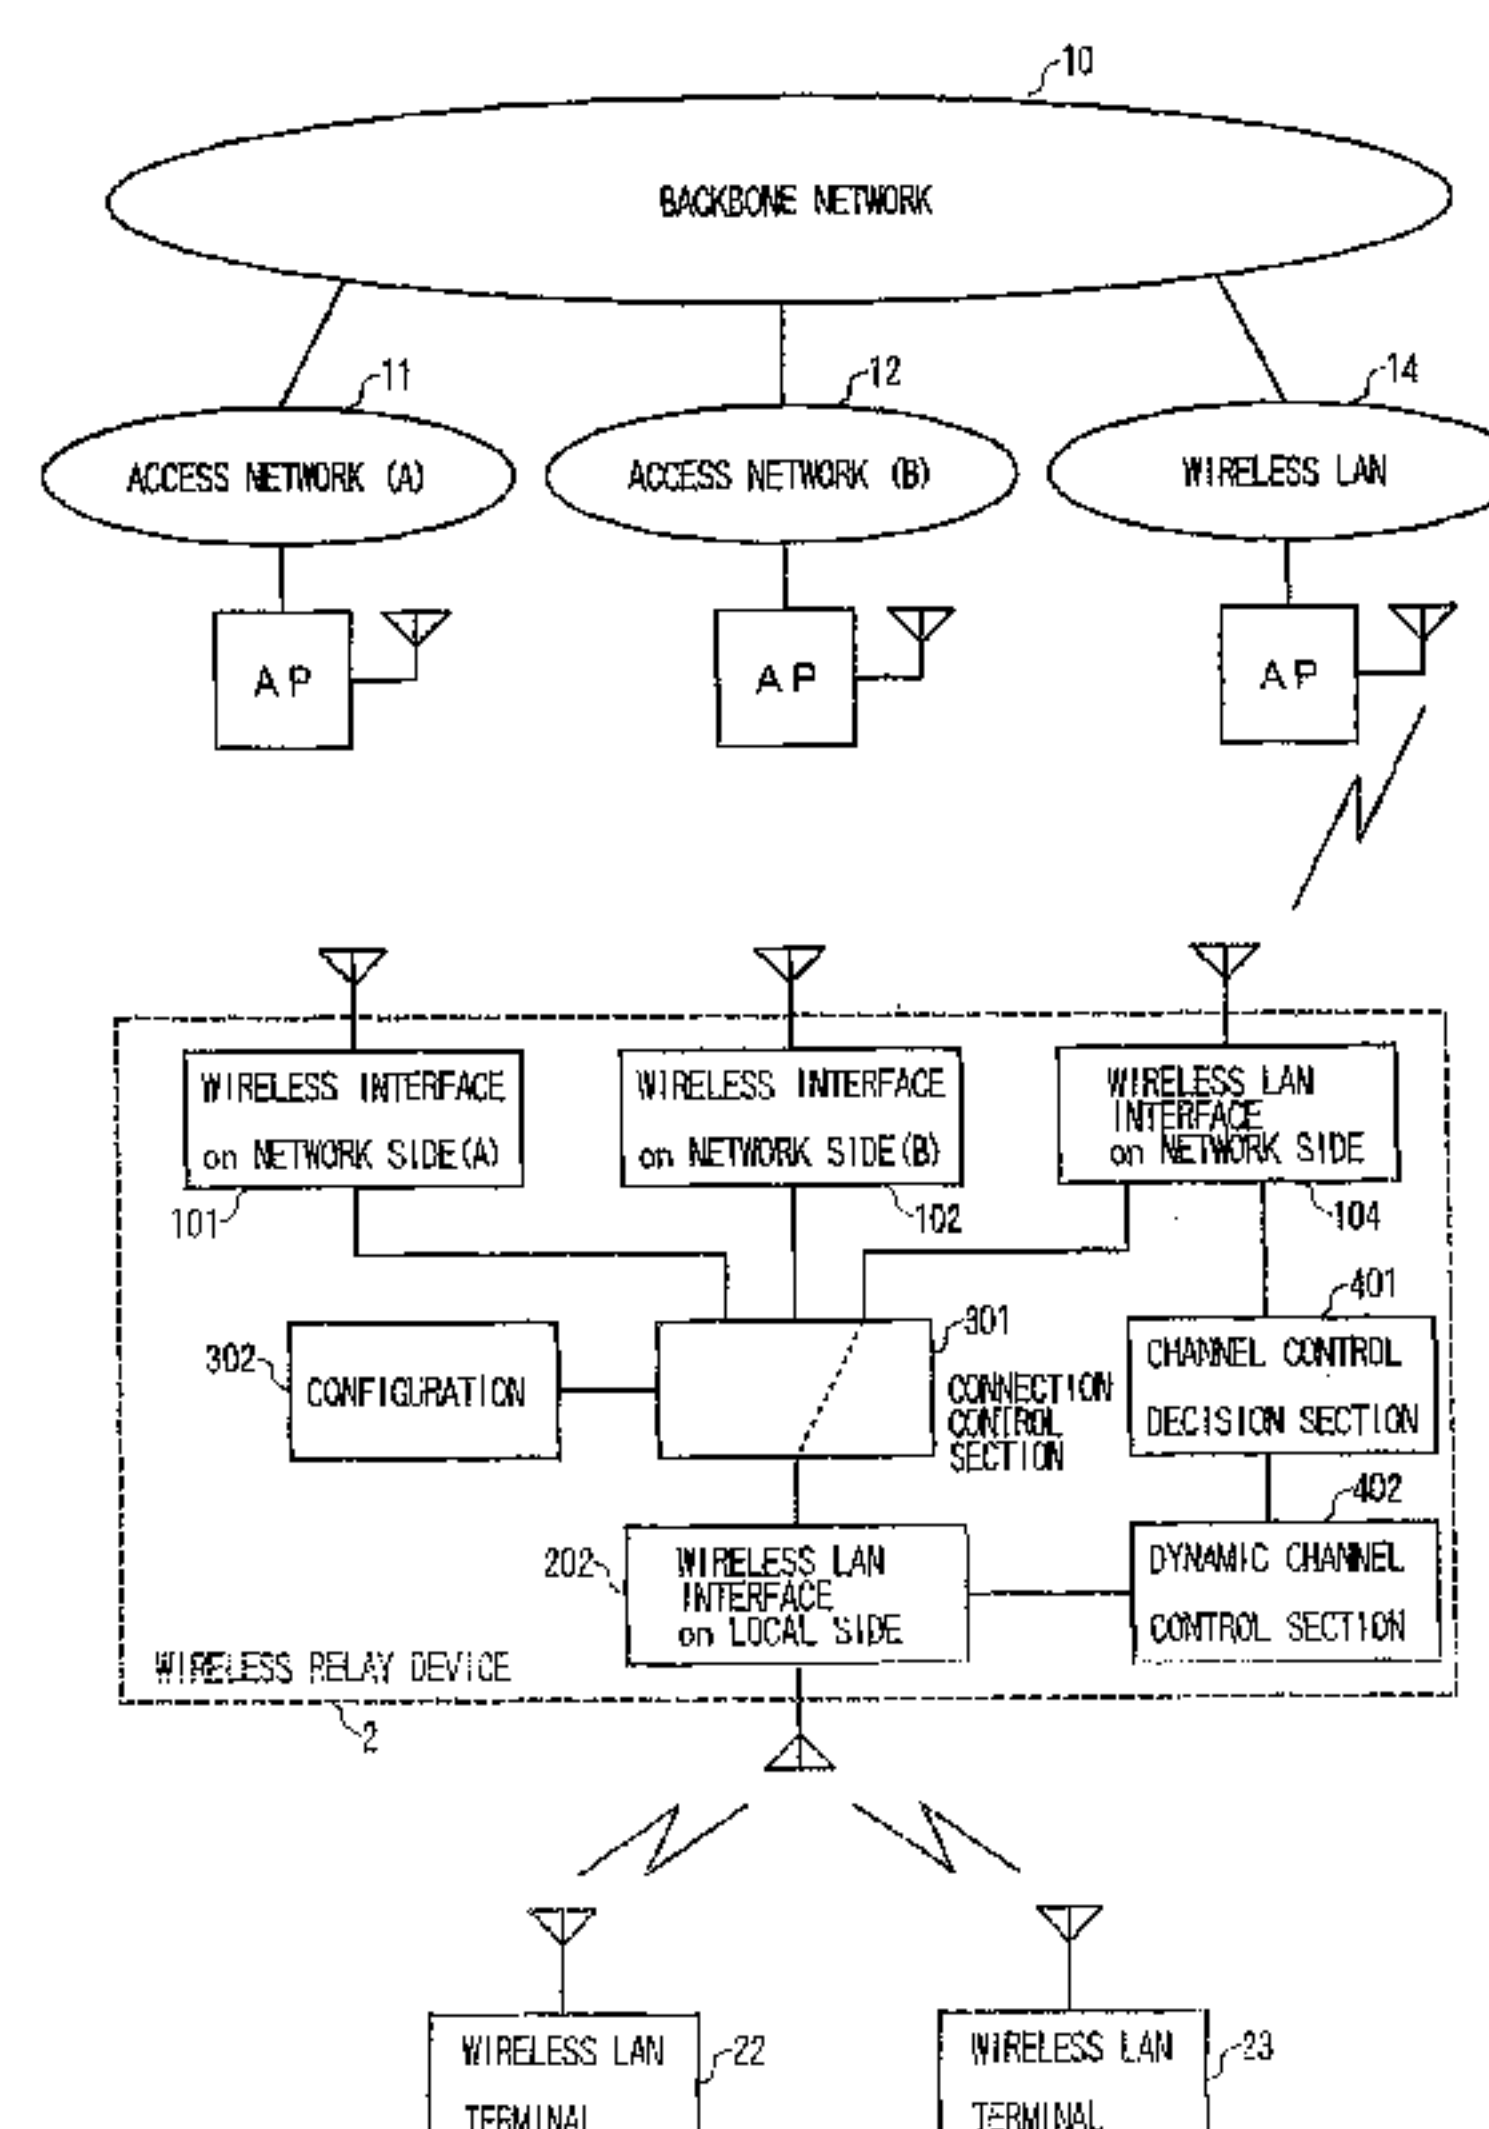 10
BACKBONE NETWORK
11
12
14
ACCESS NETWORK (A)
ACCESS NETWORK (B)
WIRELESS LAN
AP
AP
AP
WIRELESS INTERFACE
on NETWORK SIDE(A)
WIRELESS INTERFACE
on NETWORK SIDE(B)
WIRELESS LAN
INTERFACE
on NETWORK SIDE
101
102
104
401
302
CONFIGURATION
301
CONNECTION
CONTROL
SECTION
CHANNEL CONTROL
DECISION SECTION
402
202
WIRELESS LAN
INTERFACE
on LOCAL SIDE
DYNAMIC CHANNEL
CONTROL SECTION
WIRELESS RELAY DEVICE
2
WIRELESS LAN
TERMINAL
22
WIRELESS LAN
TERMINAL
23